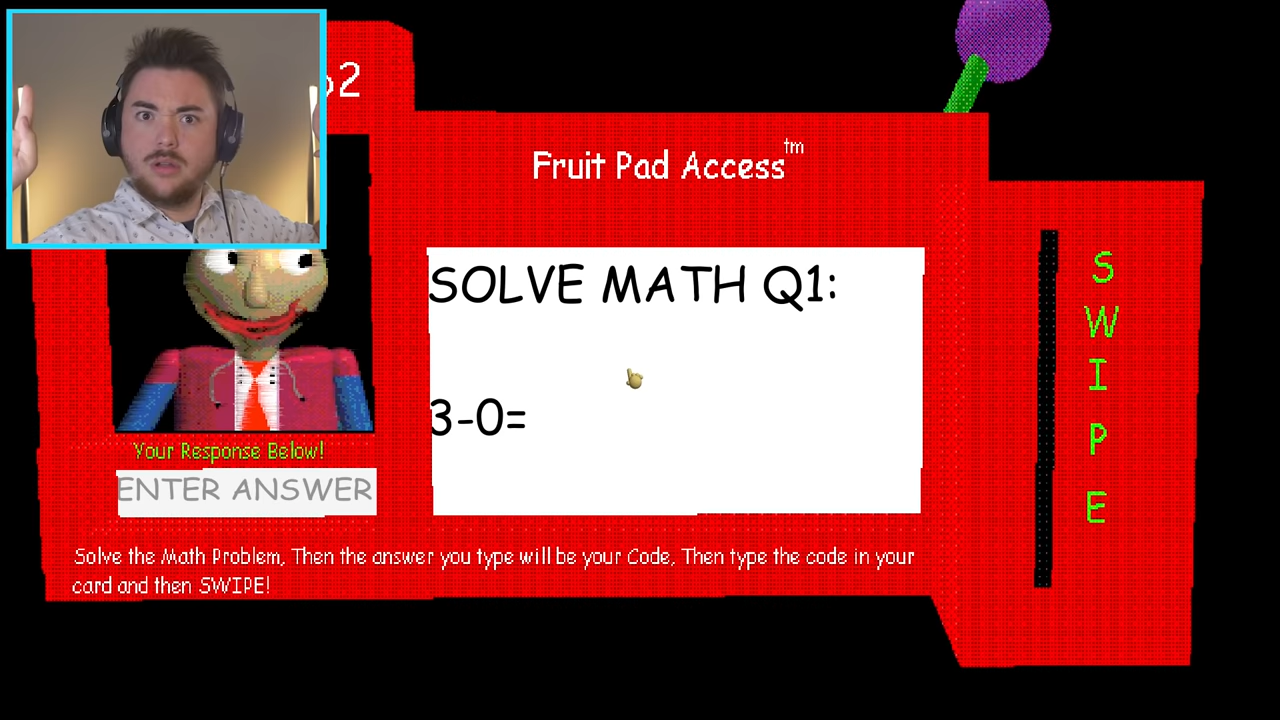 Fruit Pad Access™
SOLVE MATH Q1:
3-0=
Your Response Below!
ENTER ANSWER
Solve the Math Problem, Then the answer you type will be your Code, Then type the code in your
card and then SWIPE!
S
W
I
P
E